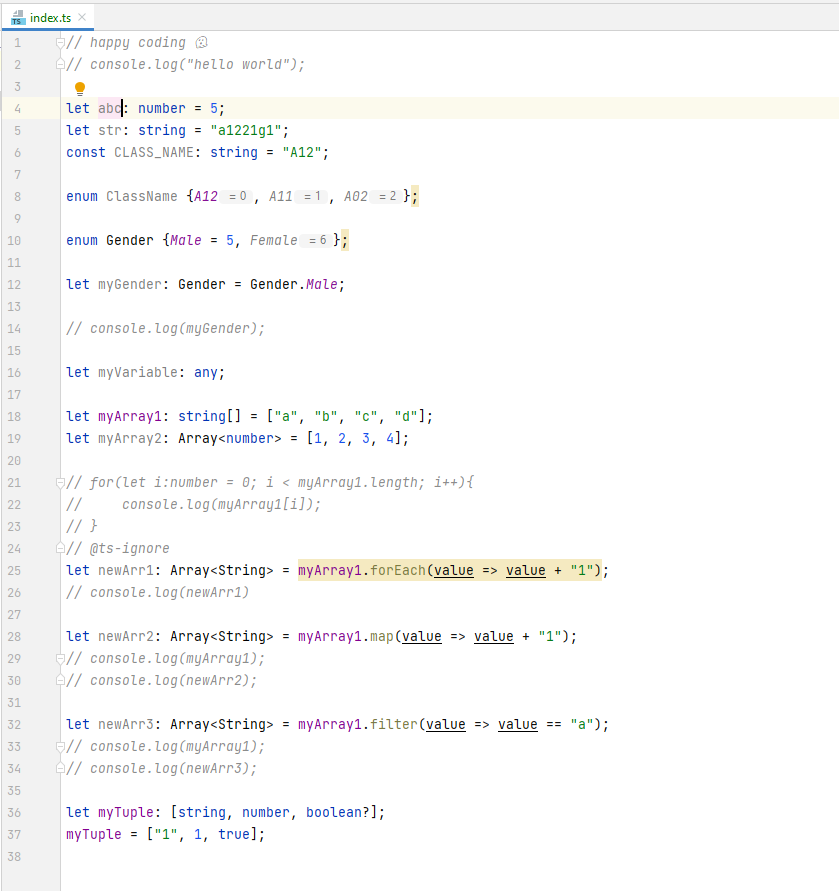 index.ts
1 // happy coding
2 // console.log("hello world");
3
4 let abc: number = 5;
5 let str: string = "a1221g1";
6 const CLASS_NAME: string = "A12";
7
8 enum ClassName {A12 = 0, A11 = 1, A02 = 2};
9
10 enum Gender {Male = 5, Female = 6};
11
12 let myGender: Gender = Gender.Male;
13
14 // console.log(myGender);
15
16 let myVariable: any;
17
18 let myArray1: string[] = ["a", "b", "c", "d"];
19 let myArray2: Array<number> = [1, 2, 3, 4];
20
21 // for(let i:number = 0; i < myArray1.length; i++){
22 //     console.log(myArray1[i]);
23 // }
24 // @ts-ignore
25 let newArr1: Array<String> = myArray1.forEach(value => value + "1");
26 // console.log(newArr1)
27
28 let newArr2: Array<String> = myArray1.map(value => value + "1");
29 // console.log(myArray1);
30 // console.log(newArr2);
31
32 let newArr3: Array<String> = myArray1.filter(value => value == "a");
33 // console.log(myArray1);
34 // console.log(newArr3);
35
36 let myTuple: [string, number, boolean?];
37 myTuple = ["1", 1, true];
38